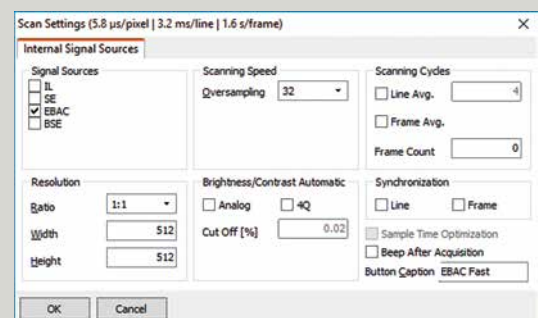 Scan Settings (5.8 µs/pixel | 3.2 ms/line | 1.6 s/frame)
Internal Signal Sources
Signal Sources
IL
SE
EBAC
BSE
Scanning Speed
Oversampling 32
Scanning Cycles
Line Avg. 4
Frame Avg.
Frame Count 0
Resolution
Ratio 1:1
Width 512
Height 512
Brightness/Contrast Automatic
Analog 4Q
Cut Off [%] 0.02
Synchronization
Line Frame
Sample Time Optimization
Beep After Acquisition
Button Caption EBAC Fast
OK Cancel